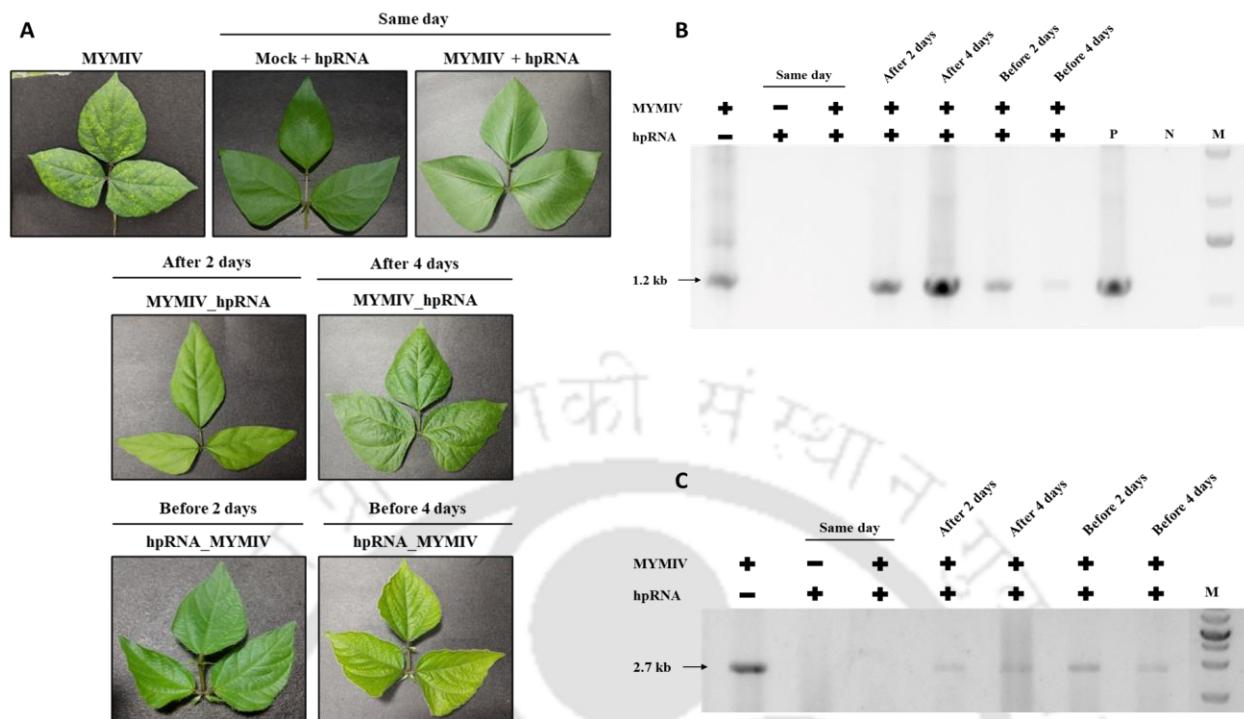 A
Same day
MYMIV
Mock + hpRNA
MYMIV + hpRNA
After 2 days
After 4 days
MYMIV_hpRNA
MYMIV_hpRNA
Before 2 days
Before 4 days
hpRNA_MYMIV
hpRNA_MYMIV
B
Same day
After 2 days
After 4 days
Before 2 days
Before 4 days
MYMIV + - + + + + +
hpRNA - + + + + + + P N M
1.2 kb
C
Same day
After 2 days
After 4 days
Before 2 days
Before 4 days
MYMIV + - + + + + +
hpRNA - + + + + + + M
2.7 kb
संस्थान